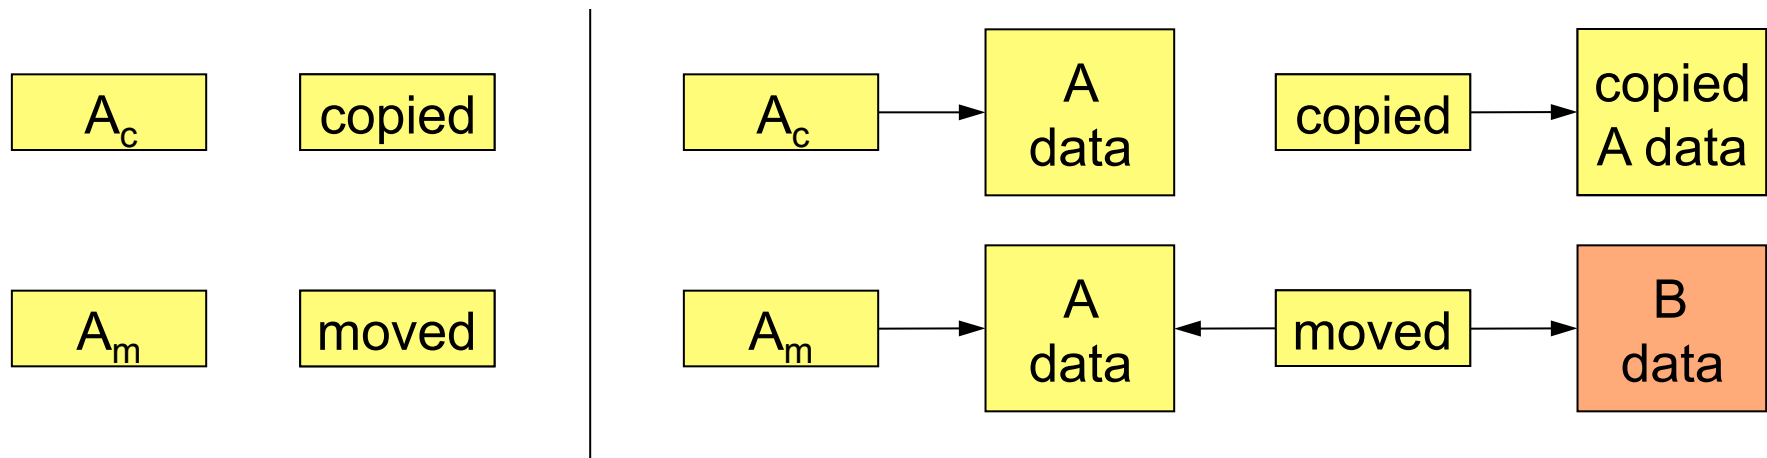 Ac
copied
Am
moved
Ac
A
data
copied
copied
A data
Am
A
data
moved
B
data